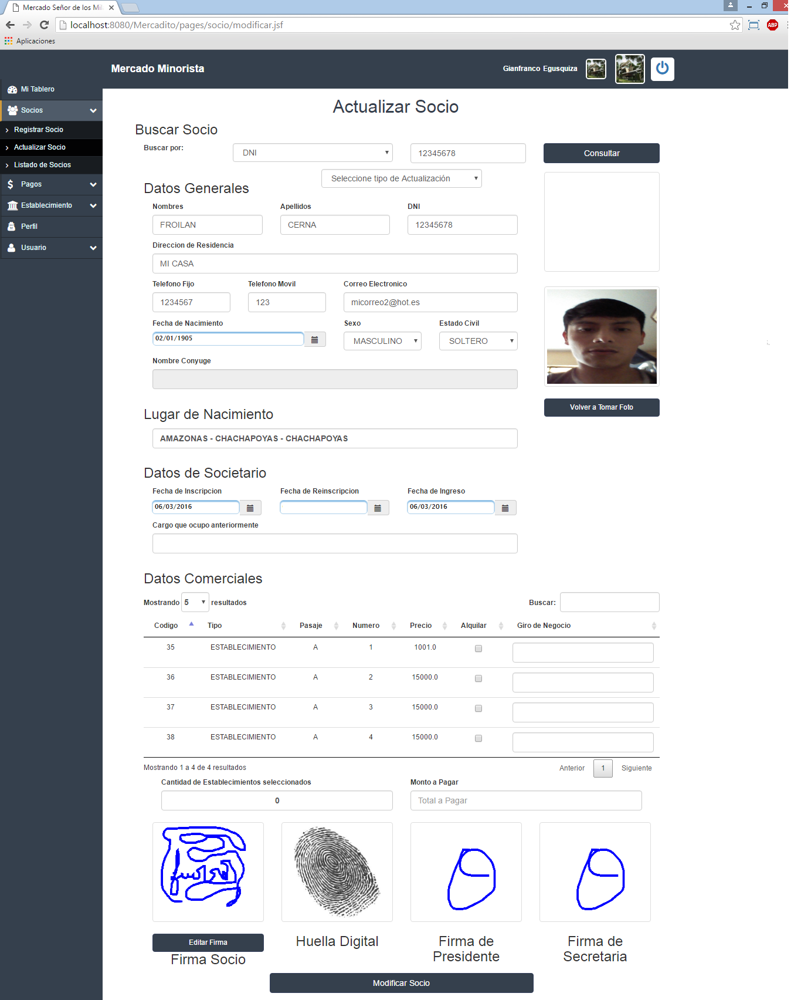 Mercado Señor de los Mil
localhost:8080/Mercadito/pages/socio/modificar.jsf
ABP
Aplicaciones
Mercado Minorista
Gianfranco Egusquiza
Mi Tablero
Socios
Registrar Socio
Actualizar Socio
Listado de Socios
Pagos
Establecimiento
Perfil
Usuario
Actualizar Socio
Buscar Socio
Buscar por: DNI 12345678 Consultar
Seleccione tipo de Actualización
Datos Generales
Nombres Apellidos DNI
FROILAN CERNA 12345678
Direccion de Residencia
MI CASA
Telefono Fijo Telefono Movil Correo Electronico
1234567 123 micorreo2@hot.es
Fecha de Nacimiento Sexo Estado Civil
02/01/1905 MASCULINO SOLTERO
Nombre Conyuge
Volver a Tomar Foto
Lugar de Nacimiento
AMAZONAS - CHACHAPOYAS - CHACHAPOYAS
Datos de Societario
Fecha de Inscripcion Fecha de Reinscripcion Fecha de Ingreso
06/03/2016 06/03/2016
Cargo que ocupo anteriormente
Datos Comerciales
Mostrando 5 resultados Buscar:
Codigo Tipo Pasaje Numero Precio Alquilar Giro de Negocio
35 ESTABLECIMIENTO A 1 1001.0
36 ESTABLECIMIENTO A 2 15000.0
37 ESTABLECIMIENTO A 3 15000.0
38 ESTABLECIMIENTO A 4 15000.0
Mostrando 1 a 4 de 4 resultados Anterior 1 Siguiente
Cantidad de Establecimientos seleccionados Monto a Pagar
0 Total a Pagar
Editar Firma
Firma Socio
Huella Digital
Firma de
Presidente
Firma de
Secretaria
Modificar Socio